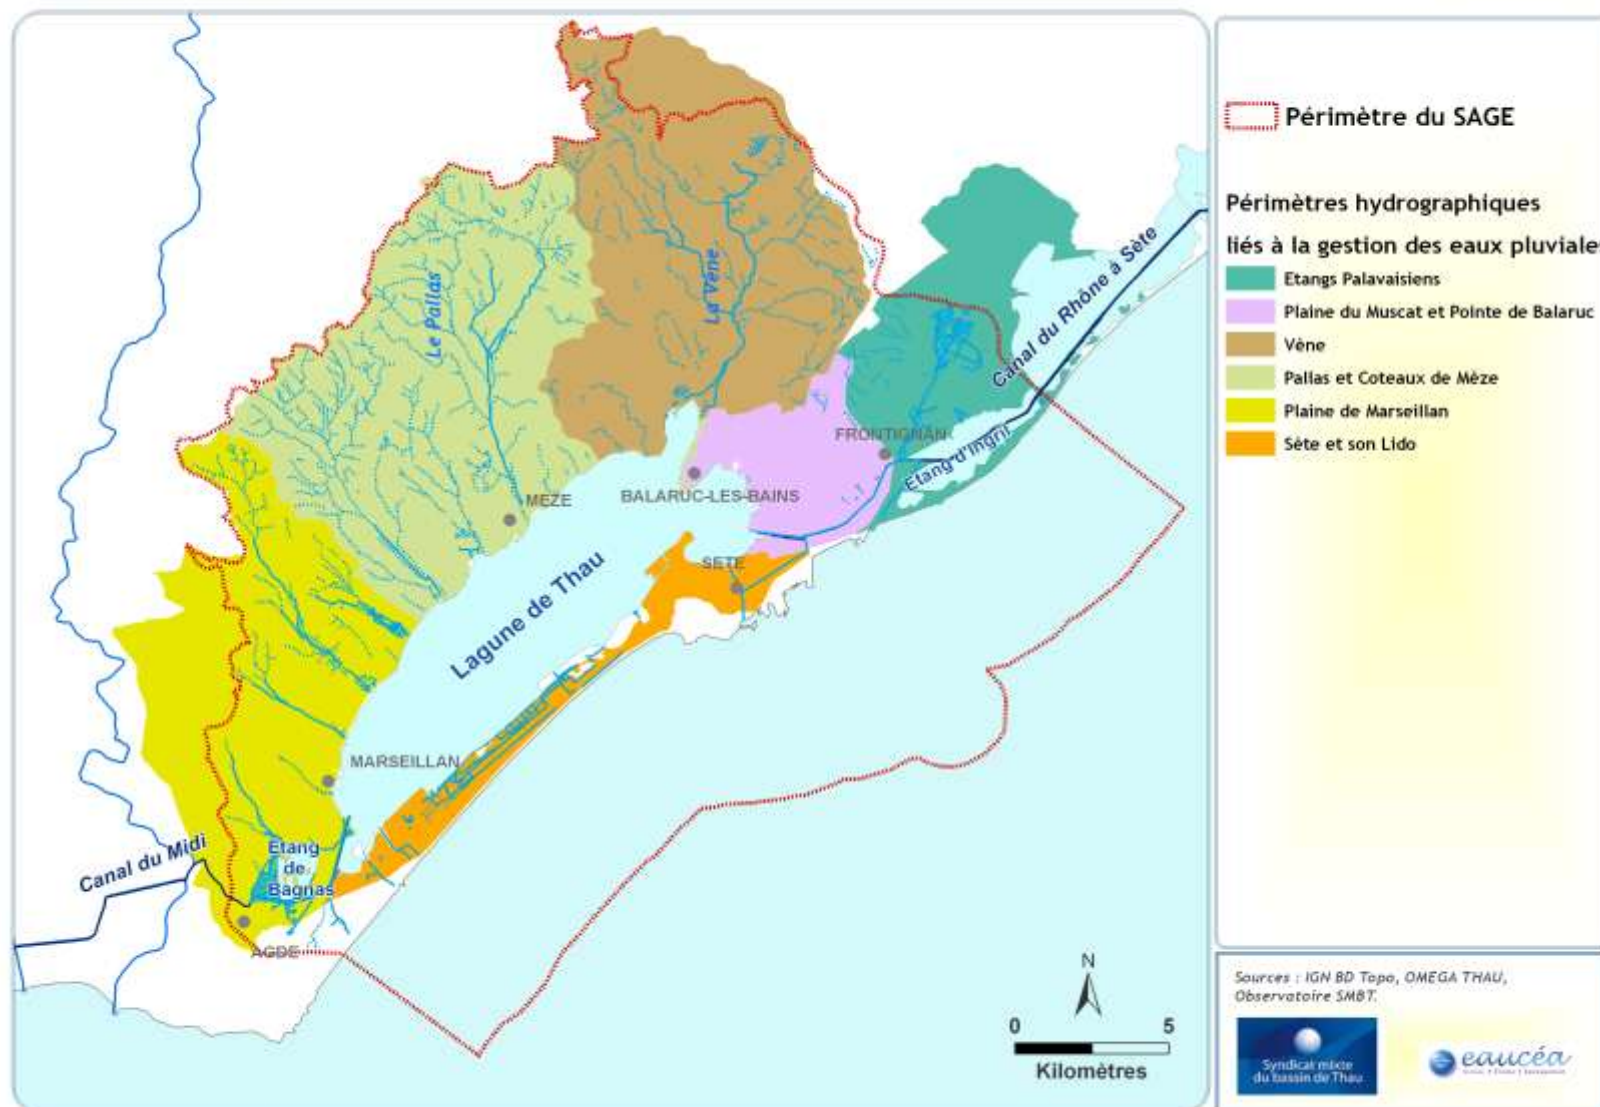 Périmètre du SAGE
Périmètres hydrographiques
liés à la gestion des eaux pluviales
Etangs Palavaisiens
Plaine du Muscat et Pointe de Balaruc
Vène
Pallas et Coteaux de Mèze
Plaine de Marseillan
Sète et son Lido
Le Pallas
La Vène
Canal du Rhône à Sète
FRONTIGNAN
Etang d'Ingril
MEZE
BALARUC-LES-BAINS
SETE
Lagune de Thau
MARSEILLAN
Canal du Midi
Etang
de
Bagnas
AGDE
N
0 5
Kilomètres
Sources : IGN BD Topo, OMEGA THAU,
Observatoire SMBT.
Syndicat mixte
du bassin de Thau
eaucéa